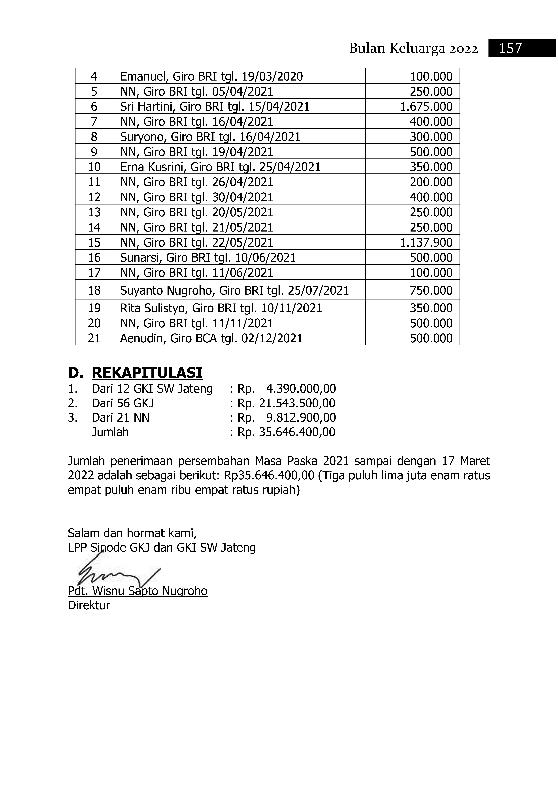 Bulan Keluarga 2022 157
4 Emanuel, Giro BRI tgl. 19/03/2020 100.000
5 NN, Giro BRI tgl. 05/04/2021 250.000
6 Sri Hartini, Giro BRI tgl. 15/04/2021 1.675.000
7 NN, Giro BRI tgl. 16/04/2021 400.000
8 Suryono, Giro BRI tgl. 16/04/2021 300.000
9 NN, Giro BRI tgl. 19/04/2021 500.000
10 Erna Kusrini, Giro BRI tgl. 25/04/2021 350.000
11 NN, Giro BRI tgl. 26/04/2021 200.000
12 NN, Giro BRI tgl. 30/04/2021 400.000
13 NN, Giro BRI tgl. 20/05/2021 250.000
14 NN, Giro BRI tgl. 21/05/2021 250.000
15 NN, Giro BRI tgl. 22/05/2021 1.137.900
16 Sunarsi, Giro BRI tgl. 10/06/2021 500.000
17 NN, Giro BRI tgl. 11/06/2021 100.000
18 Suyanto Nugroho, Giro BRI tgl. 25/07/2021 750.000
19 Rita Sulistyo, Giro BRI tgl. 10/11/2021 350.000
20 NN, Giro BRI tgl. 11/11/2021 500.000
21 Aenudin, Giro BCA tgl. 02/12/2021 500.000
D. REKAPITULASI
1. Dari 12 GKI SW Jateng : Rp. 4.390.000,00
2. Dari 56 GKJ : Rp. 21.543.500,00
3. Dari 21 NN : Rp. 9.812.900,00
Jumlah : Rp. 35.646.400,00
Jumlah penerimaan persembahan Masa Paska 2021 sampai dengan 17 Maret
2022 adalah sebagai berikut: Rp35.646.400,00 (Tiga puluh lima juta enam ratus
empat puluh enam ribu empat ratus rupiah)
Salam dan hormat kami,
LPP Sinode GKJ dan GKI SW Jateng
Pdt. Wisnu Sapto Nugroho
Direktur